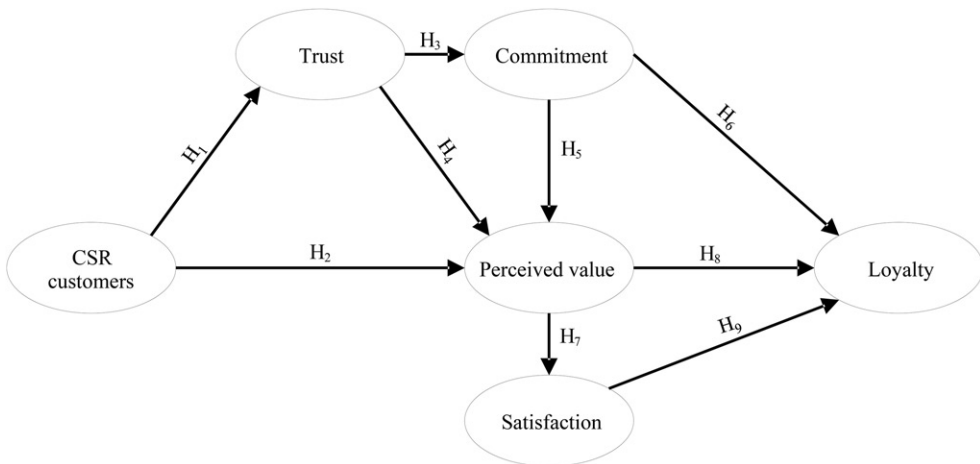 Trust
H₃
Commitment
H₁
H₄
H₅
H₆
CSR
customers
H₂
Perceived value
H₈
Loyalty
H₇
H₉
Satisfaction